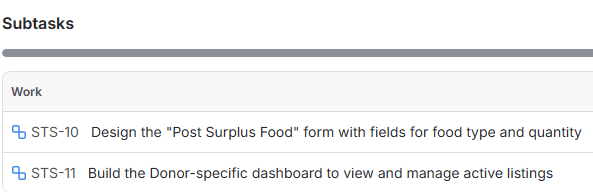 Subtasks
Work
STS-10 Design the "Post Surplus Food" form with fields for food type and quantity
STS-11 Build the Donor-specific dashboard to view and manage active listings